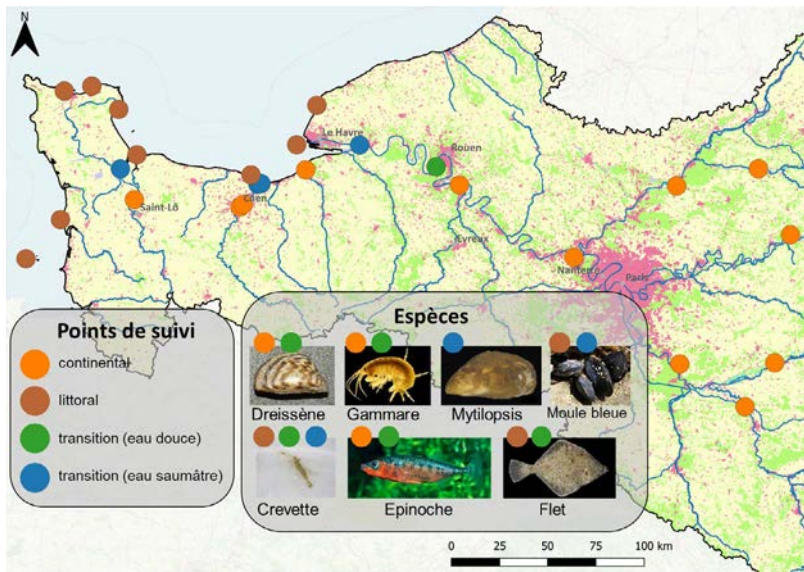 N
Le Havre
Rouen
Caen
Saint-Lô
Evreux
Nanterre
Paris
Points de suivi
continental
littoral
transition (eau douce)
transition (eau saumâtre)
Espèces
Dreissène Gammare Mytilopsis Moule bleue
Crevette Epinoche Flet
0 25 50 75 100 km